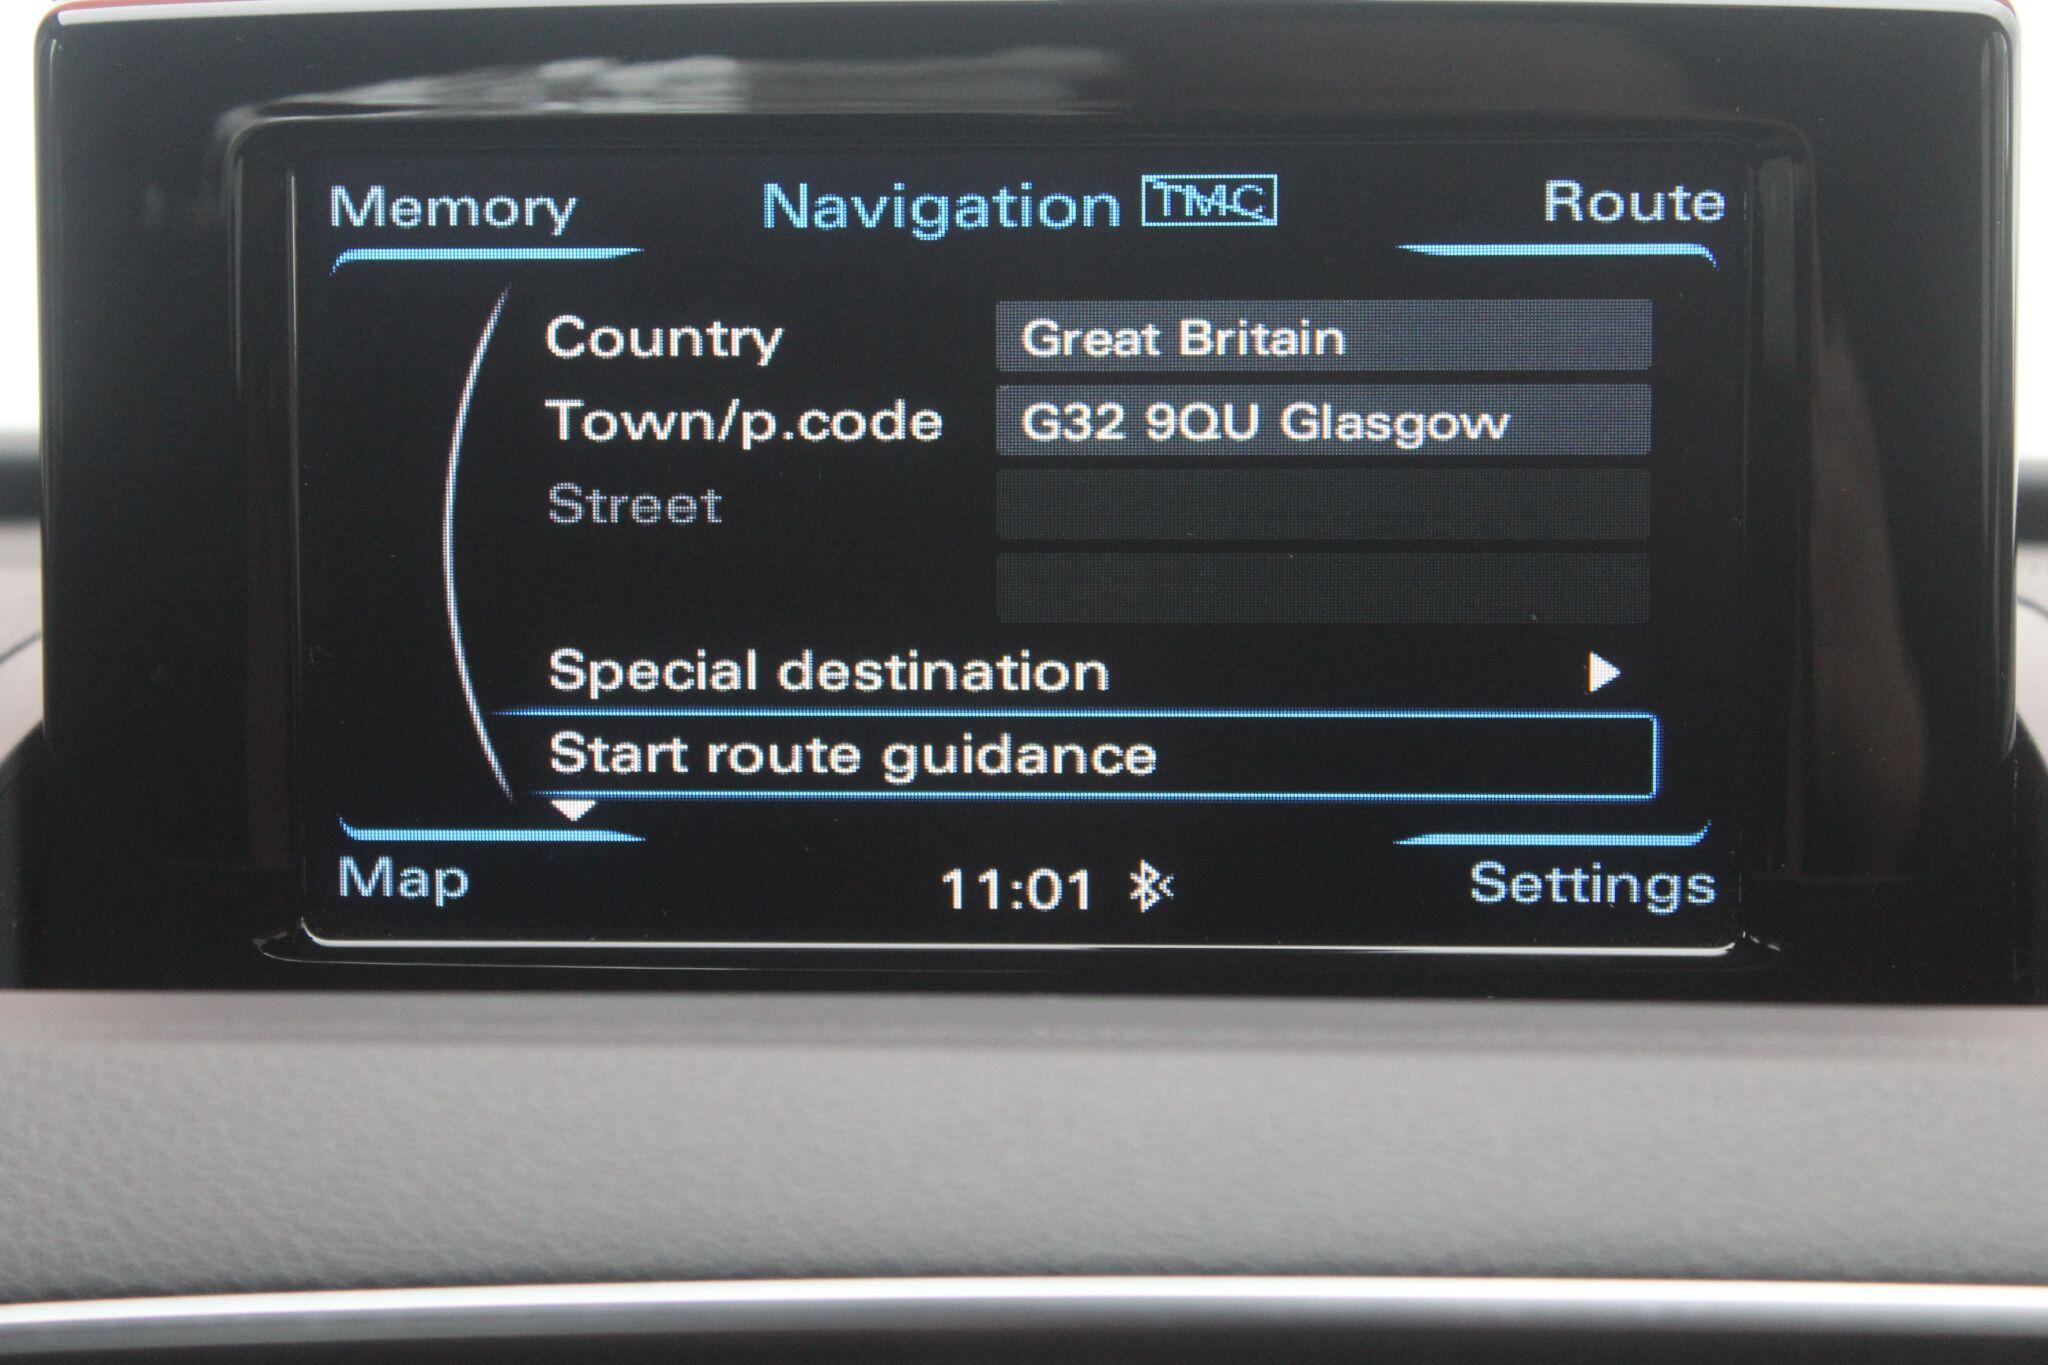 Memory Navigation TMC Route
Country Great Britain
Town/p.code G32 9QU Glasgow
Street
Special destination
Start route guidance
Map 11:01 Settings